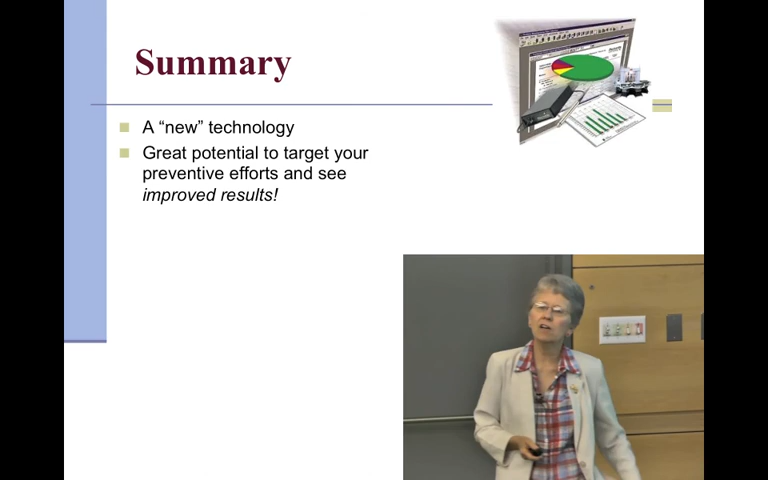 Summary
A “new” technology
Great potential to target your
preventive efforts and see
improved results!